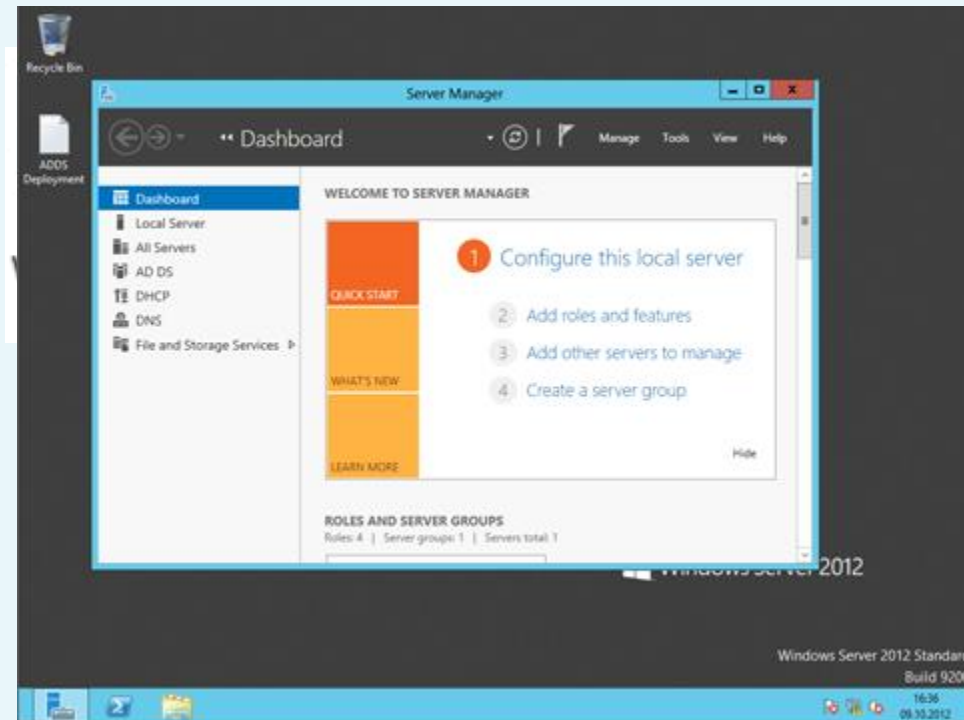 Recycle Bin
ADDS Deployment
Server Manager
Dashboard
Manage Tools View Help
Dashboard
Local Server
All Servers
AD DS
DHCP
DNS
File and Storage Services
WELCOME TO SERVER MANAGER
QUICK START
WHAT'S NEW
LEARN MORE
1 Configure this local server
2 Add roles and features
3 Add other servers to manage
4 Create a server group
Hide
ROLES AND SERVER GROUPS
Roles: 4 | Server groups: 1 | Servers total: 1
2012
Windows Server 2012 Standar
Build 920
16:36
09.10.2012